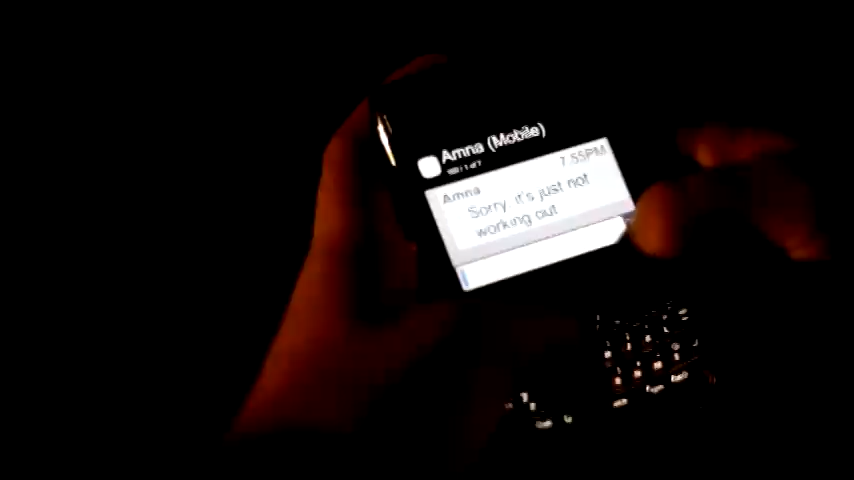 Amna (Mobile)
7:55PM
Amna
Sorry it's just not
working out